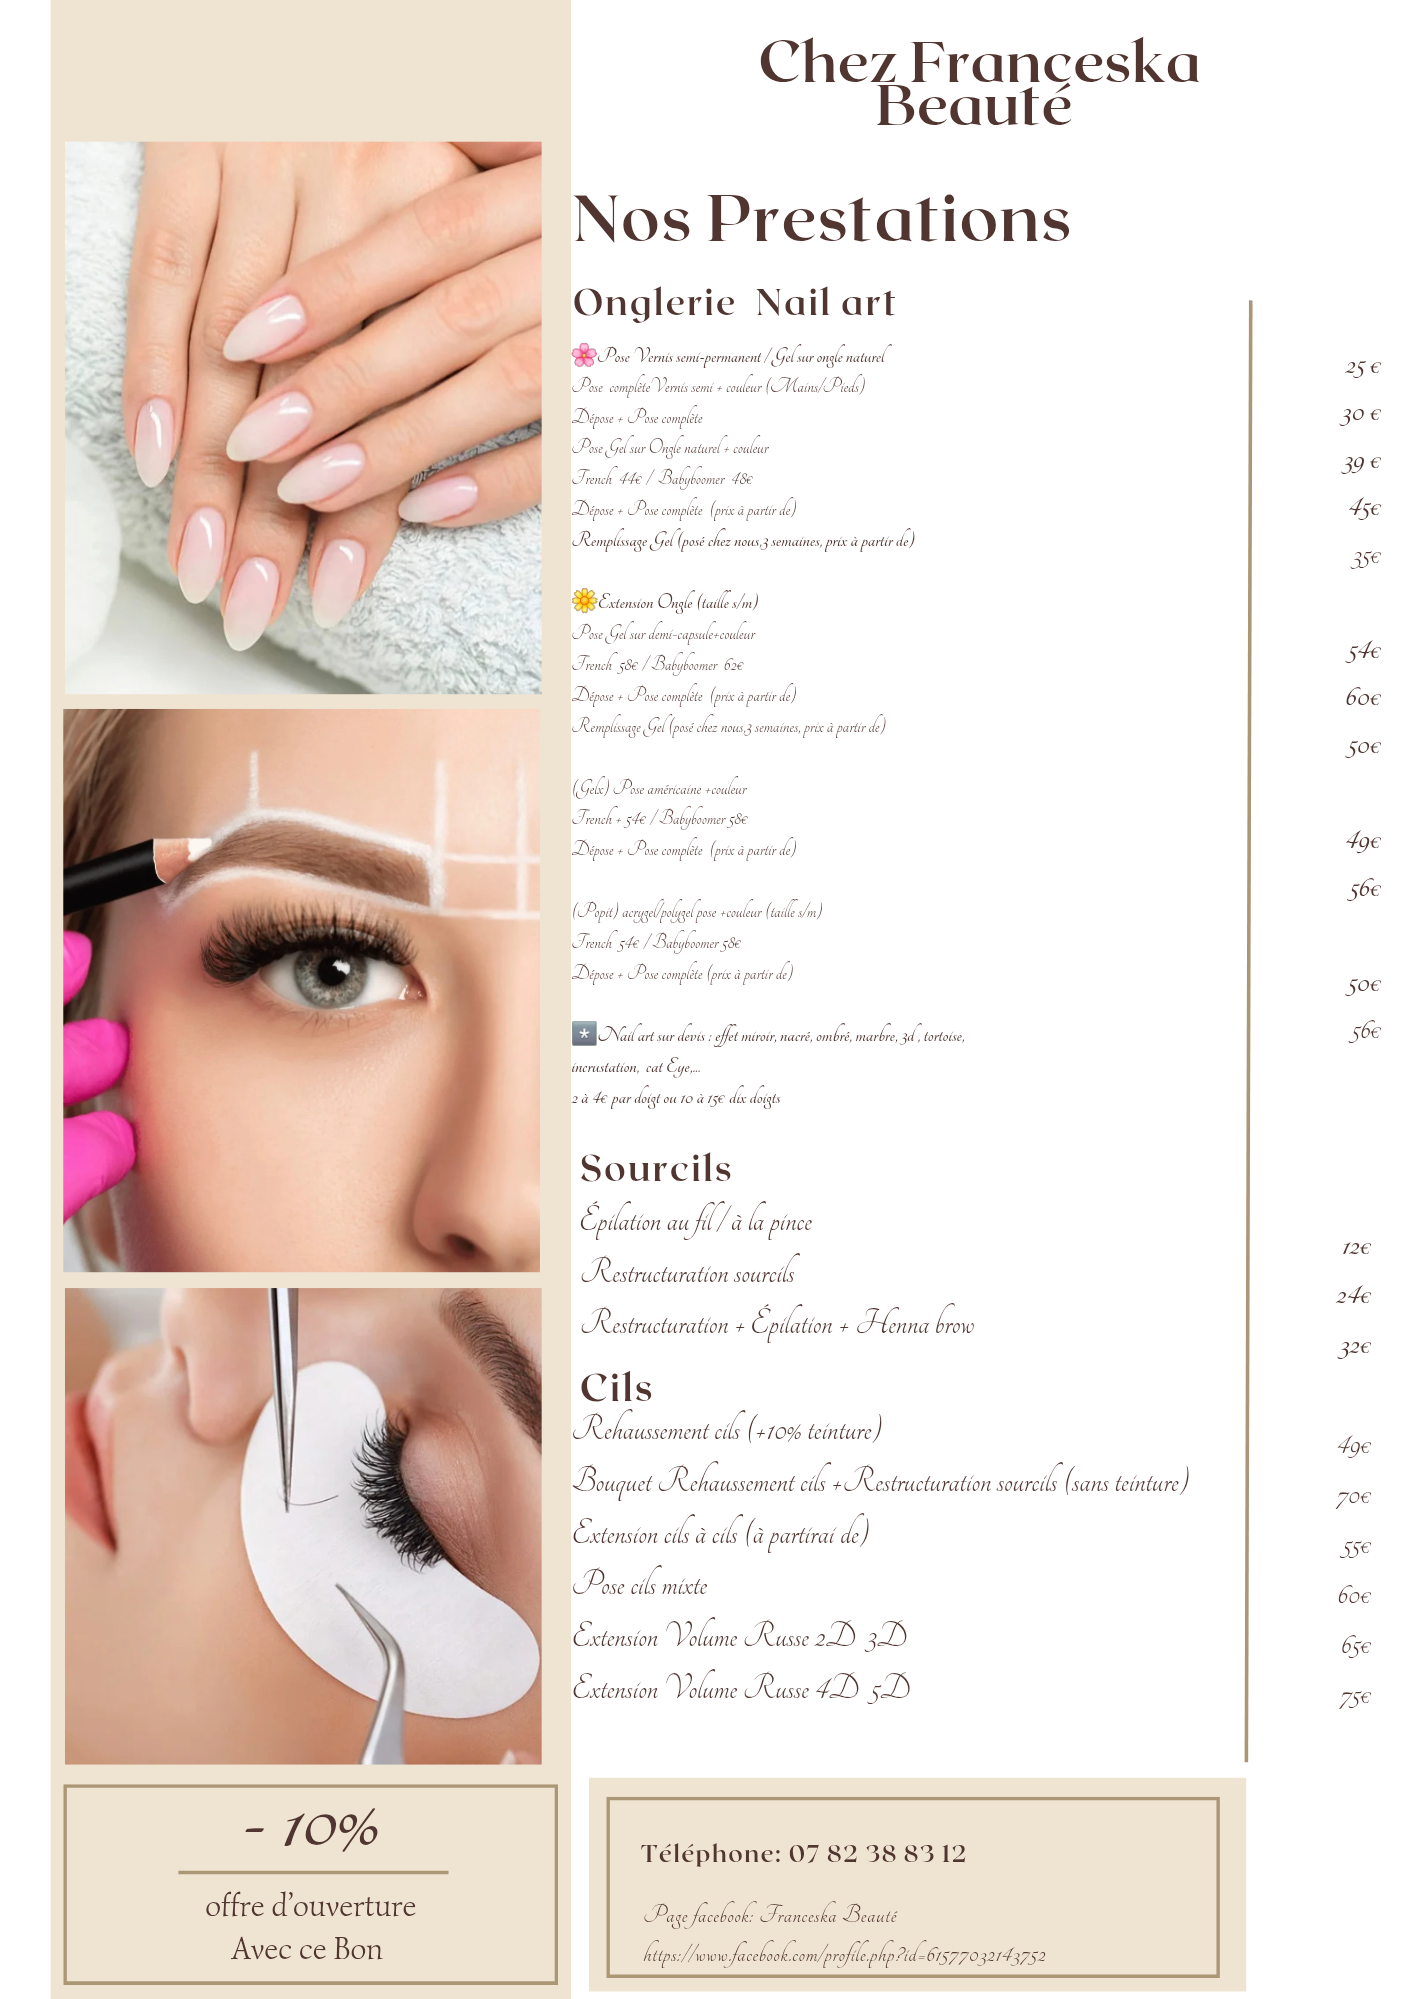 Chez Franceska
Beauté
Nos Prestations
Onglerie Nail art
🌸Pose Vernis semi-permanent / Gel sur ongle naturel
Pose complète Vernis semi + couleur (Mains/Pieds)
Dépose + Pose complète
Pose Gel sur Ongle naturel + couleur
French 44€ / Babyboomer 48€
Dépose + Pose complète (prix à partir de)
Remplissage Gel (posé chez nous,3 semaines, prix à partir de)
25 €
30 €
39 €
45€
35€
🌼Extension Ongle (taille s/m)
Pose Gel sur demi-capsule+couleur
French 58€ / Babyboomer 62€
Dépose + Pose complète (prix à partir de)
Remplissage Gel (posé chez nous,3 semaines, prix à partir de)
54€
60€
50€
(Gelx) Pose américaine +couleur
French + 54€ / Babyboomer 58€
Dépose + Pose complète (prix à partir de)
49€
56€
(Popit) acrygel/polygel pose +couleur (taille s/m)
French 54€ / Babyboomer 58€
Dépose + Pose complète (prix à partir de)
50€
56€
*️⃣Nail art sur devis : effet miroir, nacré, ombré, marbre, 3d , tortoise,
incrustation, cat Eye,...
2 à 4€ par doigt ou 10 à 15€ dix doigts
Sourcils
Épilation au fil / à la pince
12€
Restructuration sourcils
24€
Restructuration + Épilation + Henna brow
32€
Cils
Rehaussement cils (+10% teinture)
49€
Bouquet Rehaussement cils +Restructuration sourcils (sans teinture)
70€
Extension cils à cils (à partirai de)
55€
Pose cils mixte
60€
Extension Volume Russe 2D 3D
65€
Extension Volume Russe 4D 5D
75€
- 10%
offre d'ouverture
Avec ce Bon
Téléphone: 07 82 38 83 12
Page facebook: Franceska Beauté
https://www.facebook.com/profile.php?id=61577032143752